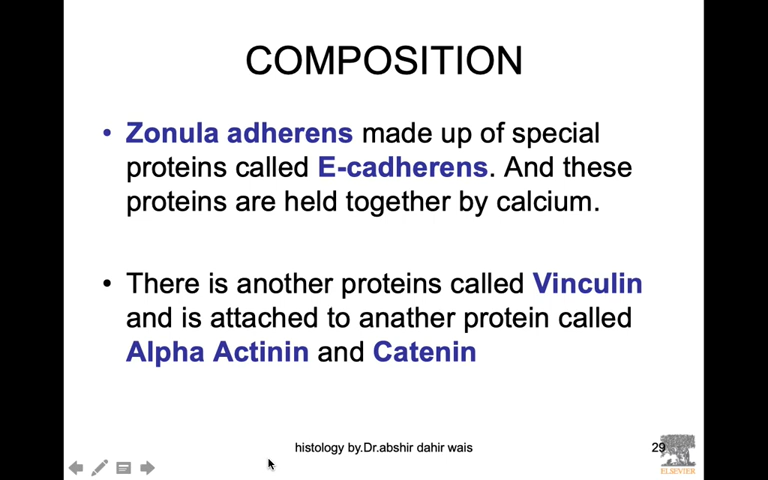 COMPOSITION
• Zonula adherens made up of special
proteins called E-cadherens. And these
proteins are held together by calcium.
• There is another proteins called Vinculin
and is attached to anather protein called
Alpha Actinin and Catenin
histology by.Dr.abshir dahir wais
29
ELSEVIER